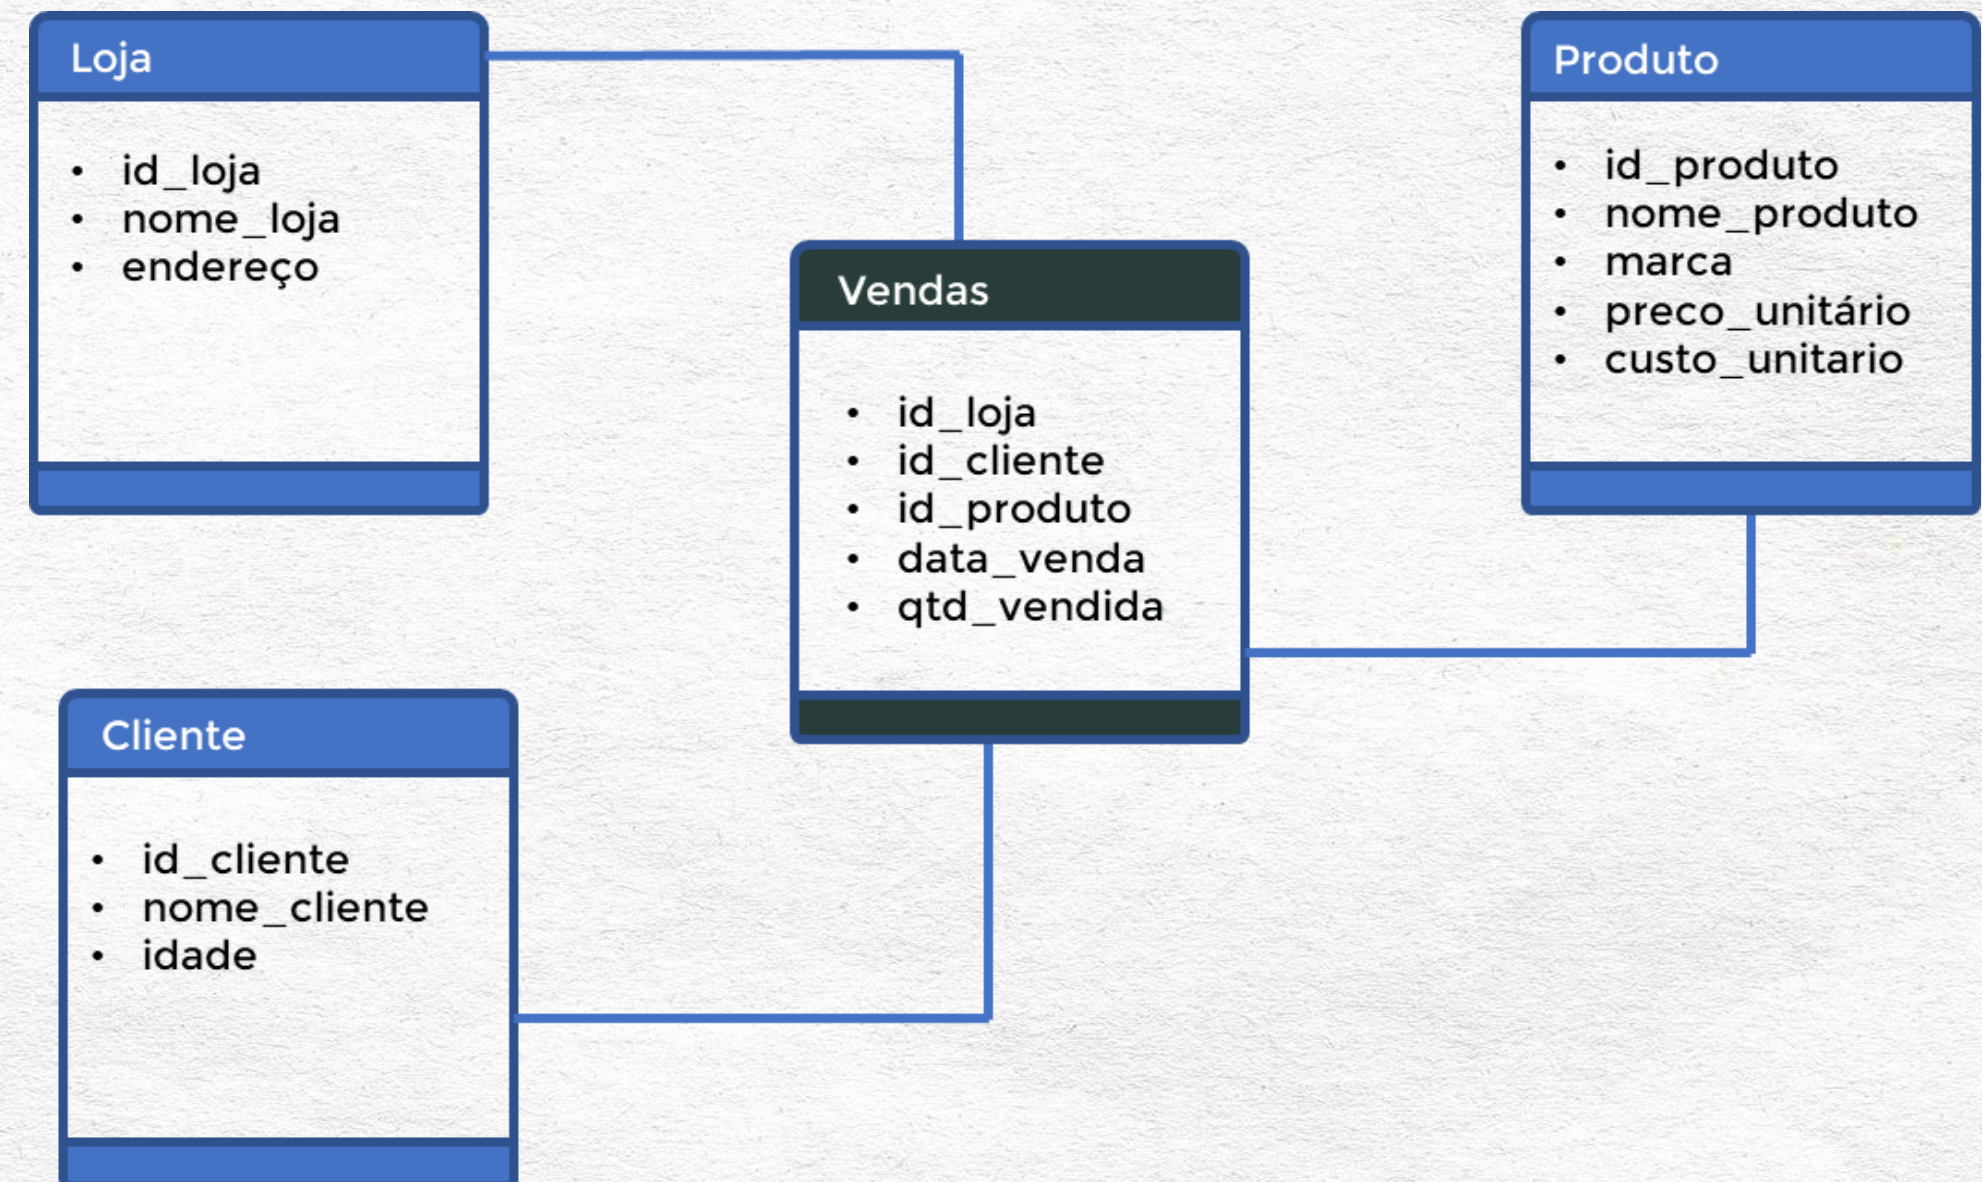 Loja
• id_loja
• nome_loja
• endereço
Produto
• id_produto
• nome_produto
• marca
• preco_unitário
• custo_unitario
Vendas
• id_loja
• id_cliente
• id_produto
• data_venda
• qtd_vendida
Cliente
• id_cliente
• nome_cliente
• idade